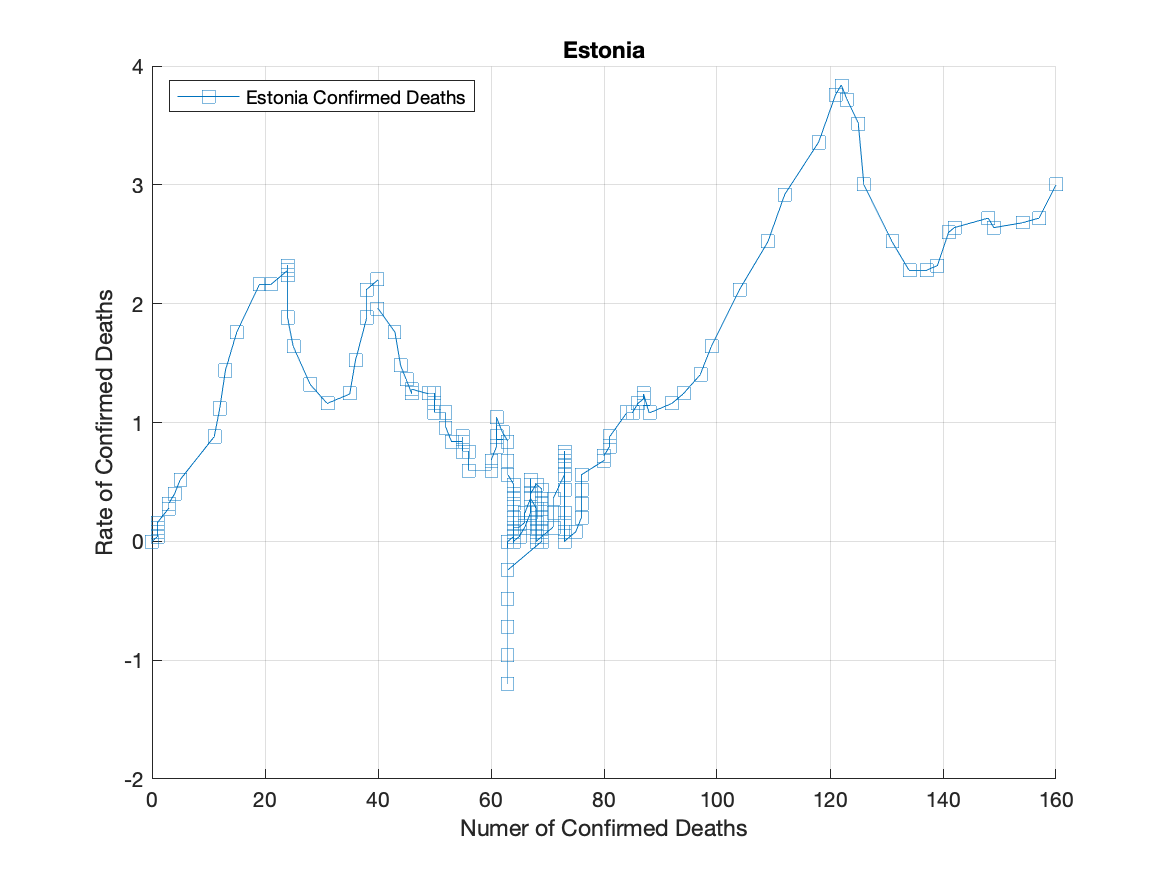 Estonia
Estonia Confirmed Deaths
4
3
2
1
0
-1
-2
Rate of Confirmed Deaths
0 20 40 60 80 100 120 140 160
Numer of Confirmed Deaths